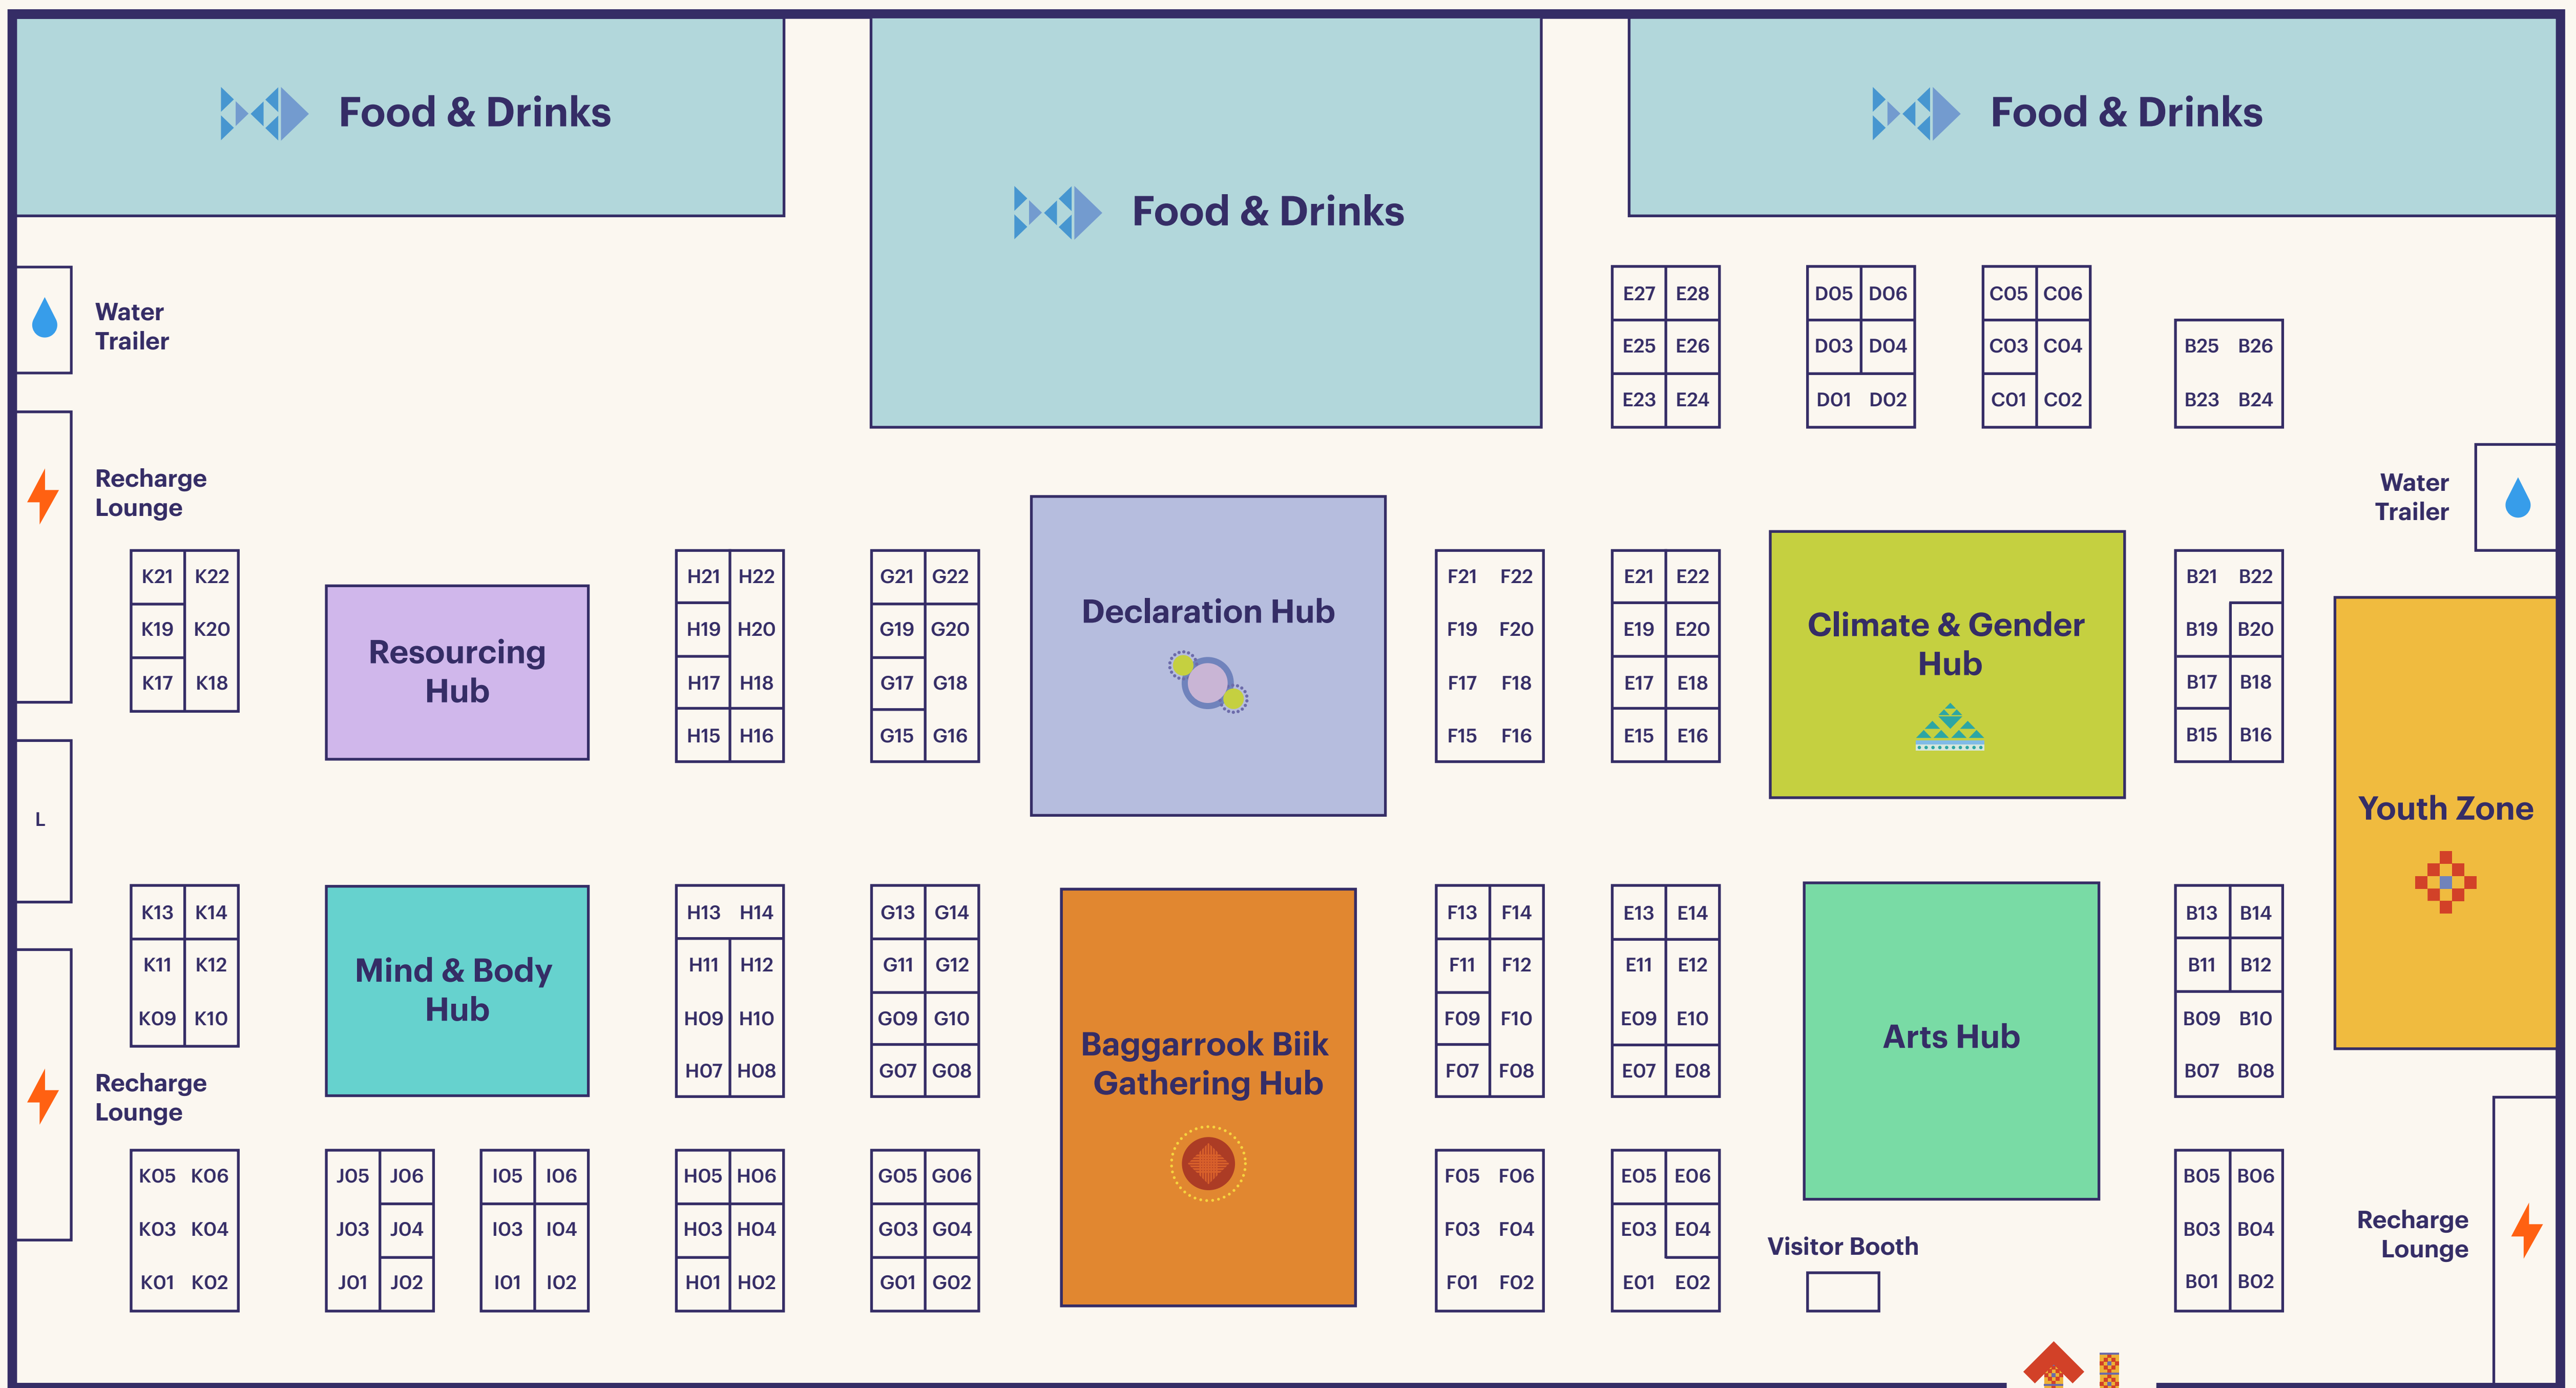 Food & Drinks
Food & Drinks
Food & Drinks
Water
Trailer
E27 E28
D05 D06
C05 C06
E25 E26
D03 D04
C03 C04
B25 B26
E23 E24
D01 D02
C01 C02
B23 B24
Recharge
Lounge
Water
Trailer
K21 K22
K19 K20
K17 K18
Resourcing
Hub
H21 H22
H19 H20
H17 H18
H15 H16
G21 G22
G19 G20
G17 G18
G15 G16
Declaration Hub
F21 F22
F19 F20
F17 F18
F15 F16
E21 E22
E19 E20
E17 E18
E15 E16
Climate & Gender
Hub
B21 B22
B19 B20
B17 B18
B15 B16
Youth Zone
L
K13 K14
K11 K12
K09 K10
Mind & Body
Hub
H13 H14
H11 H12
H09 H10
H07 H08
G13 G14
G11 G12
G09 G10
G07 G08
Baggarrook Biik
Gathering Hub
F13 F14
F11 F12
F09 F10
F07 F08
E13 E14
E11 E12
E09 E10
E07 E08
Arts Hub
B13 B14
B11 B12
B09 B10
B07 B08
Recharge
Lounge
K05 K06
K03 K04
K01 K02
J05 J06
J03 J04
J01 J02
I05 I06
I03 I04
I01 I02
H05 H06
H03 H04
H01 H02
G05 G06
G03 G04
G01 G02
F05 F06
F03 F04
F01 F02
E05 E06
E03 E04
E01 E02
Visitor Booth
B05 B06
B03 B04
B01 B02
Recharge
Lounge